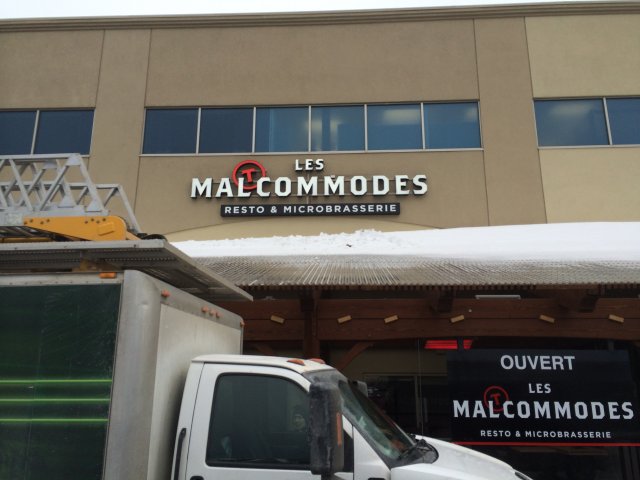 LES
MALCOMMODES
T
RESTO & MICROBRASSERIE
OUVERT
LES
MALCOMMODES
T
RESTO & MICROBRASSERIE